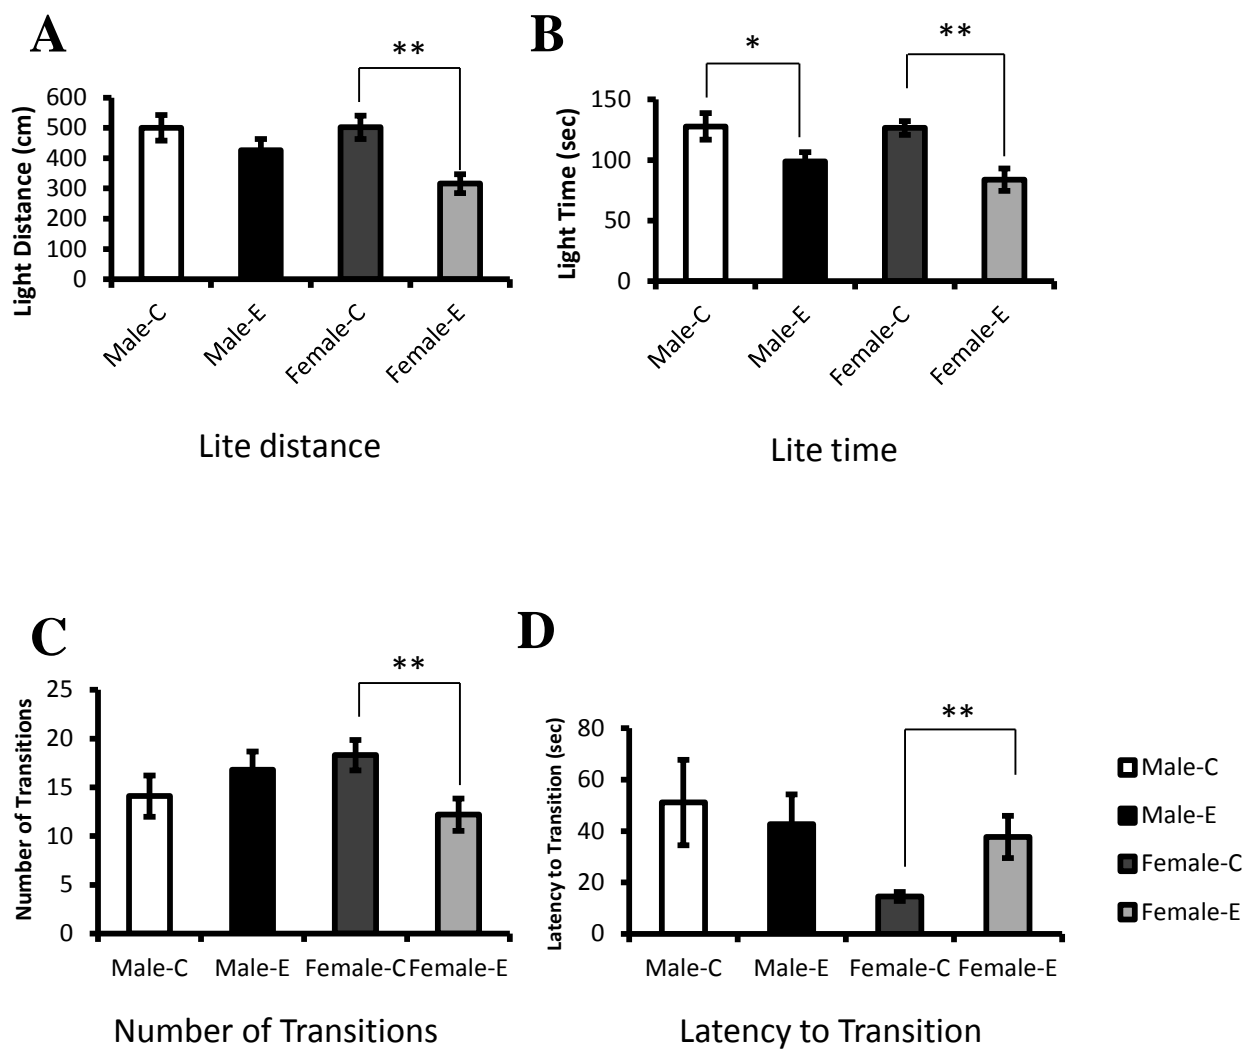 A
**
Light Distance (cm)
600
500
400
300
200
100
0
Male-C
Male-E
Female-C
Female-E
Lite distance
B
*
**
Light Time (sec)
150
100
50
0
Male-C
Male-E
Female-C
Female-E
Lite time
C
**
Number of Transitions
25
20
15
10
5
0
Male-C Male-E Female-C Female-E
Number of Transitions
D
**
Latency to Transition (sec)
80
60
40
20
0
Male-C Male-E Female-C Female-E
Latency to Transition
Male-C
Male-E
Female-C
Female-E